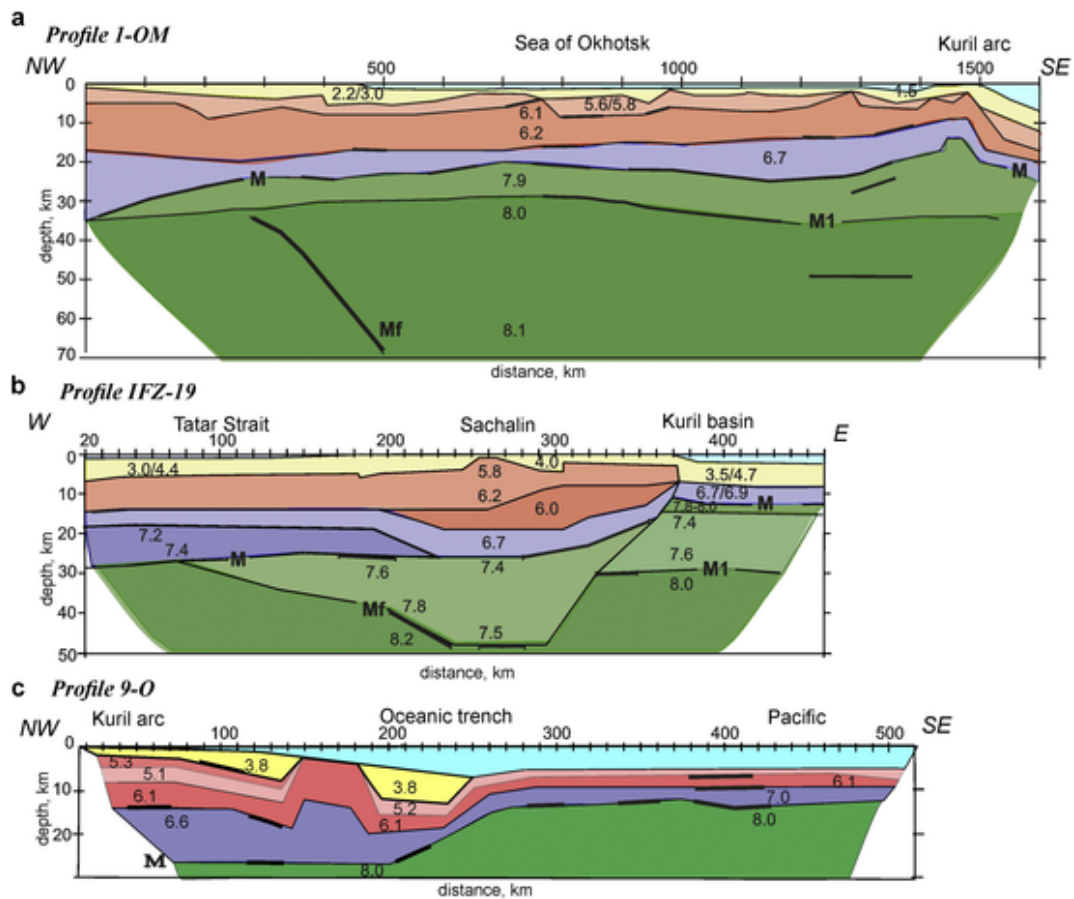 a
Profile 1-OM
Sea of Okhotsk
Kuril arc
NW
500
1000
1500
SE
0
2.2/3.0
5.6/5.8
1.5
6.1
10
6.2
6.7
20
M
7.9
M
30
8.0
M1
40
depth, km
50
Mf
60
8.1
70
distance, km
b
Profile IFZ-19
W
Tatar Strait
Sachalin
Kuril basin
E
20
100
200
300
400
0
3.0/4.4
5.8
4.0
3.5/4.7
10
6.2
6.0
6.7/6.9
M
7.8-8.0
7.4
20
7.2
6.7
7.4
M
7.6
7.4
7.6
M1
30
8.0
depth, km
Mf
7.8
40
8.2
7.5
50
distance, km
c
Profile 9-O
Kuril arc
Oceanic trench
Pacific
NW
100
200
300
400
500
SE
0
5.3
3.8
5.1
3.8
10
6.1
5.2
6.1
7.0
6.6
6.1
8.0
20
depth, km
M
8.0
distance, km